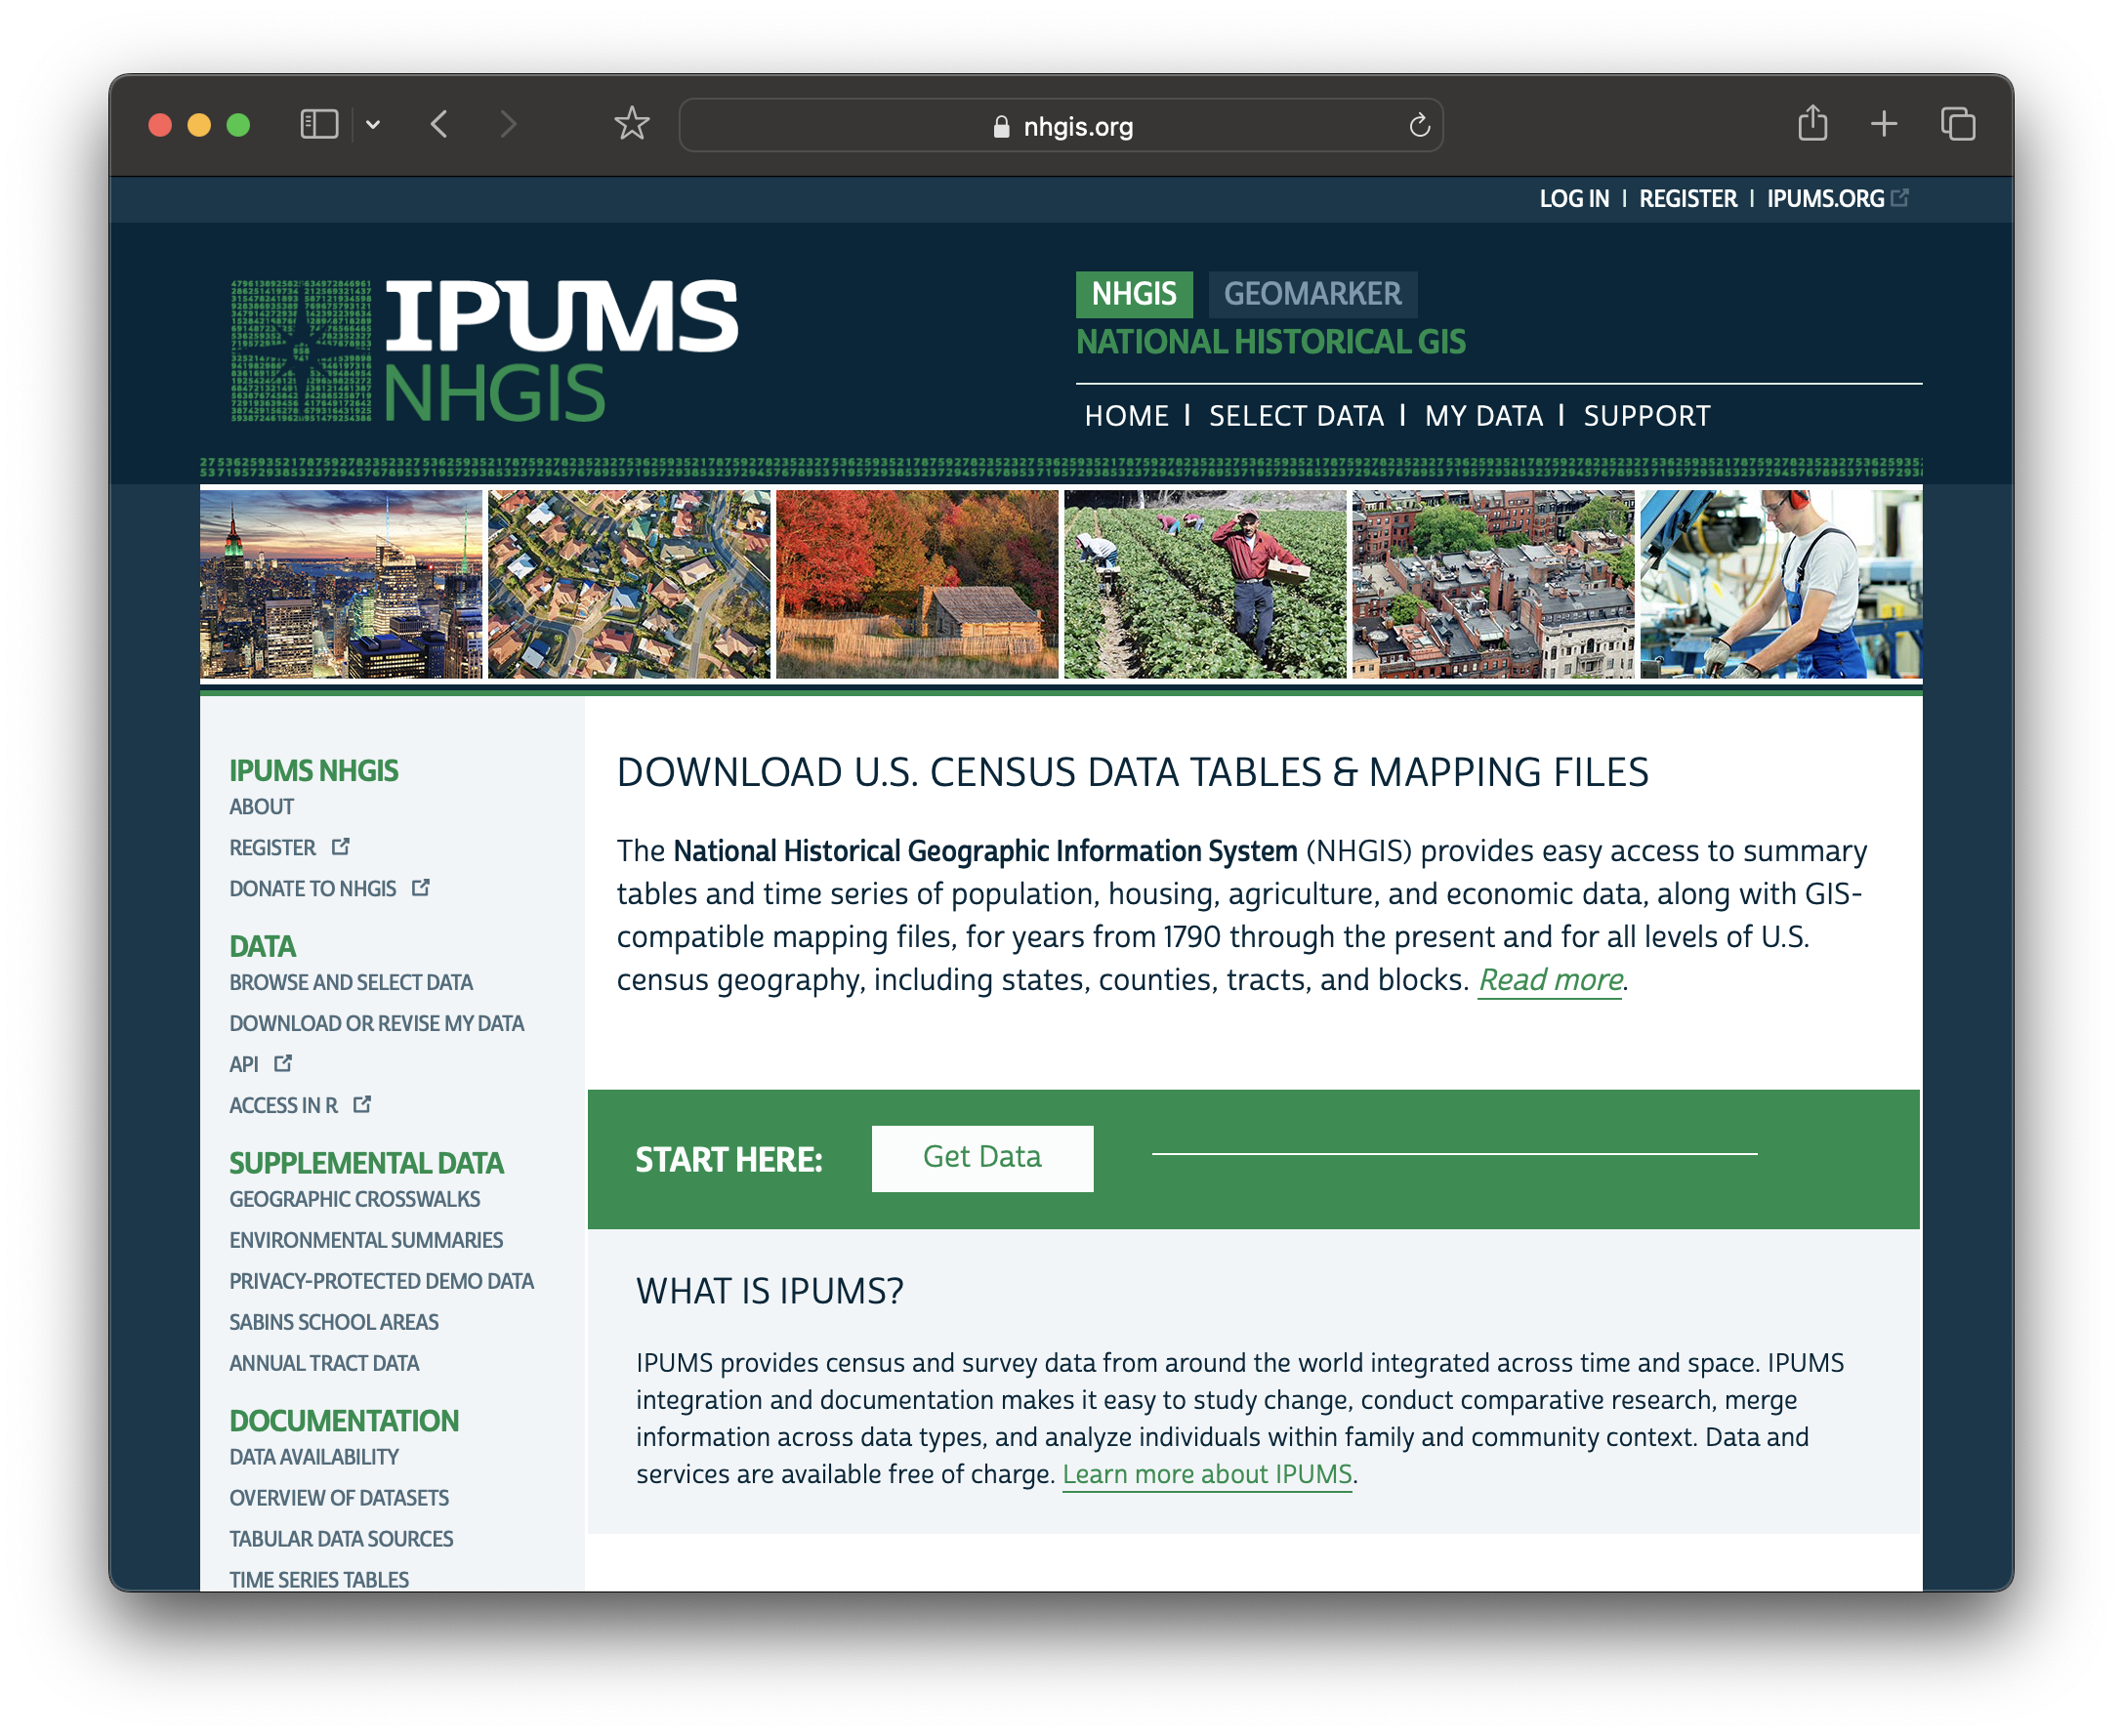 nhgis.org
LOG IN | REGISTER | IPUMS.ORG
IPUMS
NHGIS
NHGIS GEOMARKER
NATIONAL HISTORICAL GIS
HOME | SELECT DATA | MY DATA | SUPPORT
IPUMS NHGIS
ABOUT
REGISTER
DONATE TO NHGIS
DATA
BROWSE AND SELECT DATA
DOWNLOAD OR REVISE MY DATA
API
ACCESS IN R
SUPPLEMENTAL DATA
GEOGRAPHIC CROSSWALKS
ENVIRONMENTAL SUMMARIES
PRIVACY-PROTECTED DEMO DATA
SABINS SCHOOL AREAS
ANNUAL TRACT DATA
DOCUMENTATION
DATA AVAILABILITY
OVERVIEW OF DATASETS
TABULAR DATA SOURCES
TIME SERIES TABLES
DOWNLOAD U.S. CENSUS DATA TABLES & MAPPING FILES
The National Historical Geographic Information System (NHGIS) provides easy access to summary
tables and time series of population, housing, agriculture, and economic data, along with GIS-
compatible mapping files, for years from 1790 through the present and for all levels of U.S.
census geography, including states, counties, tracts, and blocks. Read more.
START HERE: Get Data
WHAT IS IPUMS?
IPUMS provides census and survey data from around the world integrated across time and space. IPUMS
integration and documentation makes it easy to study change, conduct comparative research, merge
information across data types, and analyze individuals within family and community context. Data and
services are available free of charge. Learn more about IPUMS.